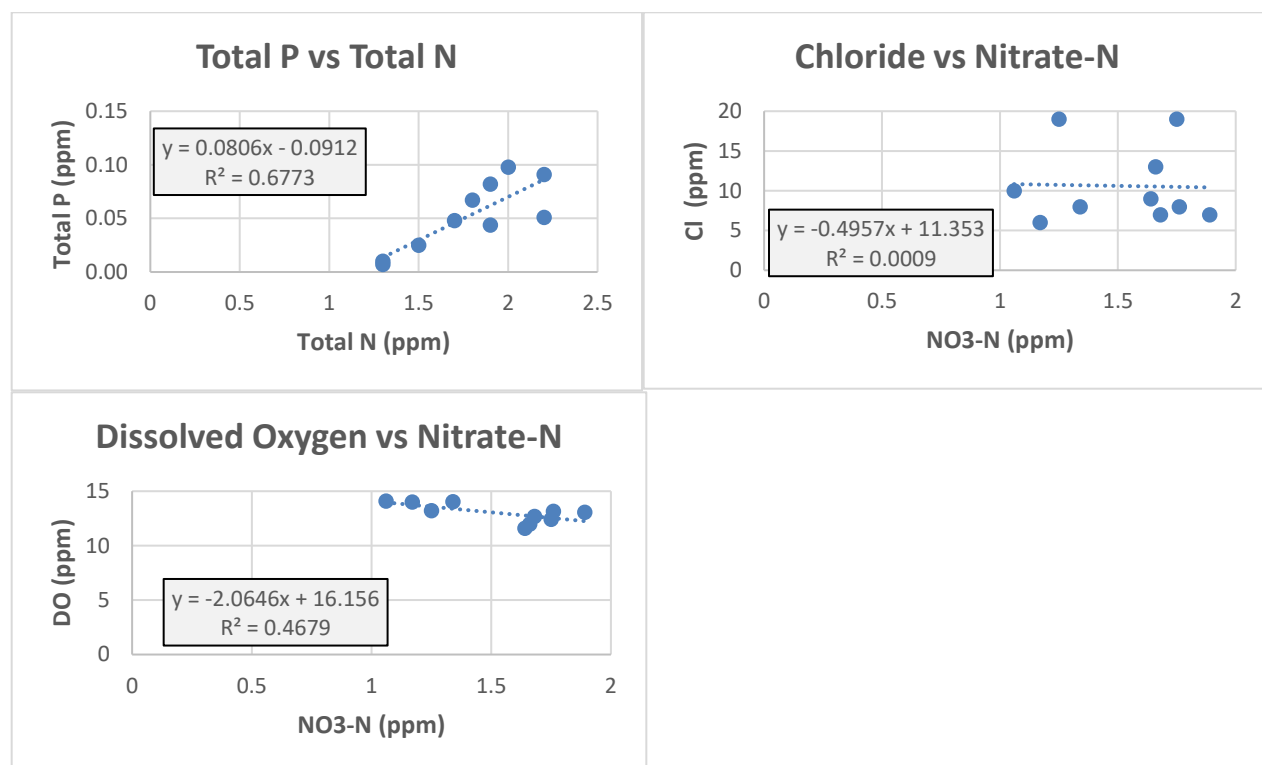 Total P vs Total N
0.15
0.10
0.05
0.00
Total P (ppm)
y = 0.0806x - 0.0912
R² = 0.6773
0
0.5
1
1.5
2
2.5
Total N (ppm)
Chloride vs Nitrate-N
20
15
10
5
0
Cl (ppm)
y = -0.4957x + 11.353
R² = 0.0009
0
0.5
1
1.5
2
NO3-N (ppm)
Dissolved Oxygen vs Nitrate-N
15
10
5
0
DO (ppm)
y = -2.0646x + 16.156
R² = 0.4679
0
0.5
1
1.5
2
NO3-N (ppm)